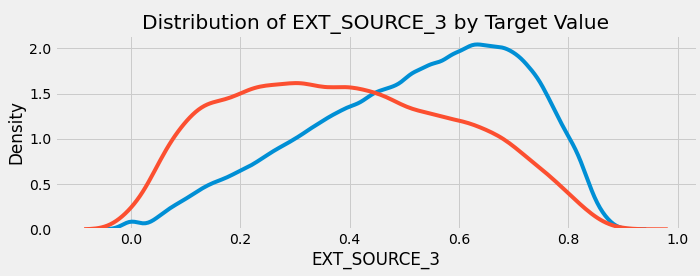 Distribution of EXT_SOURCE_3 by Target Value
2.0
1.5
1.0
0.5
0.0
Density
0.0 0.2 0.4 0.6 0.8 1.0
EXT_SOURCE_3